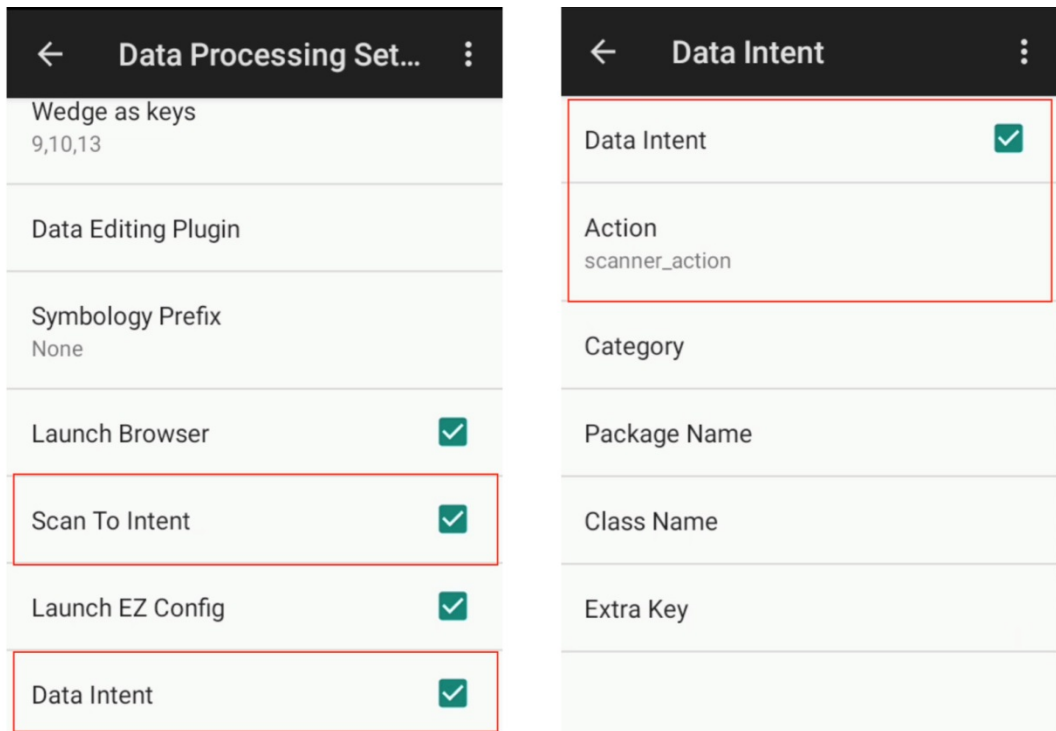 Data Processing Set...
Wedge as keys
9,10,13
Data Editing Plugin
Symbology Prefix
None
Launch Browser
Scan To Intent
Launch EZ Config
Data Intent
Data Intent
Data Intent
Action
scanner_action
Category
Package Name
Class Name
Extra Key